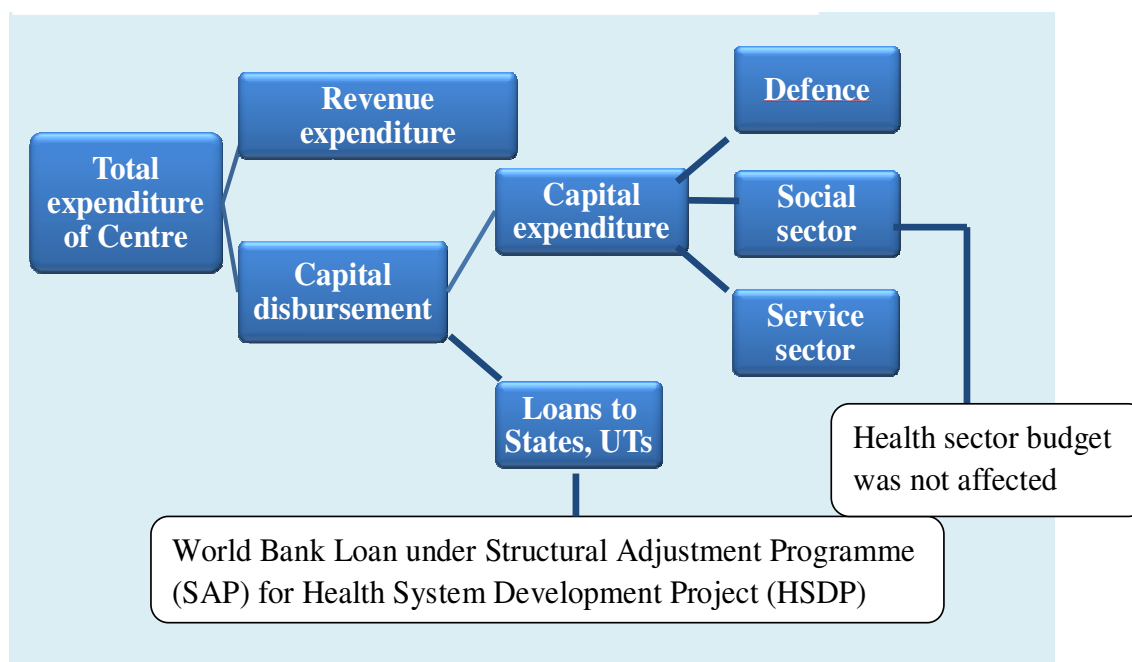 Total
expenditure
of Centre
Revenue
expenditure
Capital
disbursement
Capital
expenditure
Loans to
States, UTs
Defence
Social
sector
Service
sector
Health sector budget
was not affected
World Bank Loan under Structural Adjustment Programme
(SAP) for Health System Development Project (HSDP)